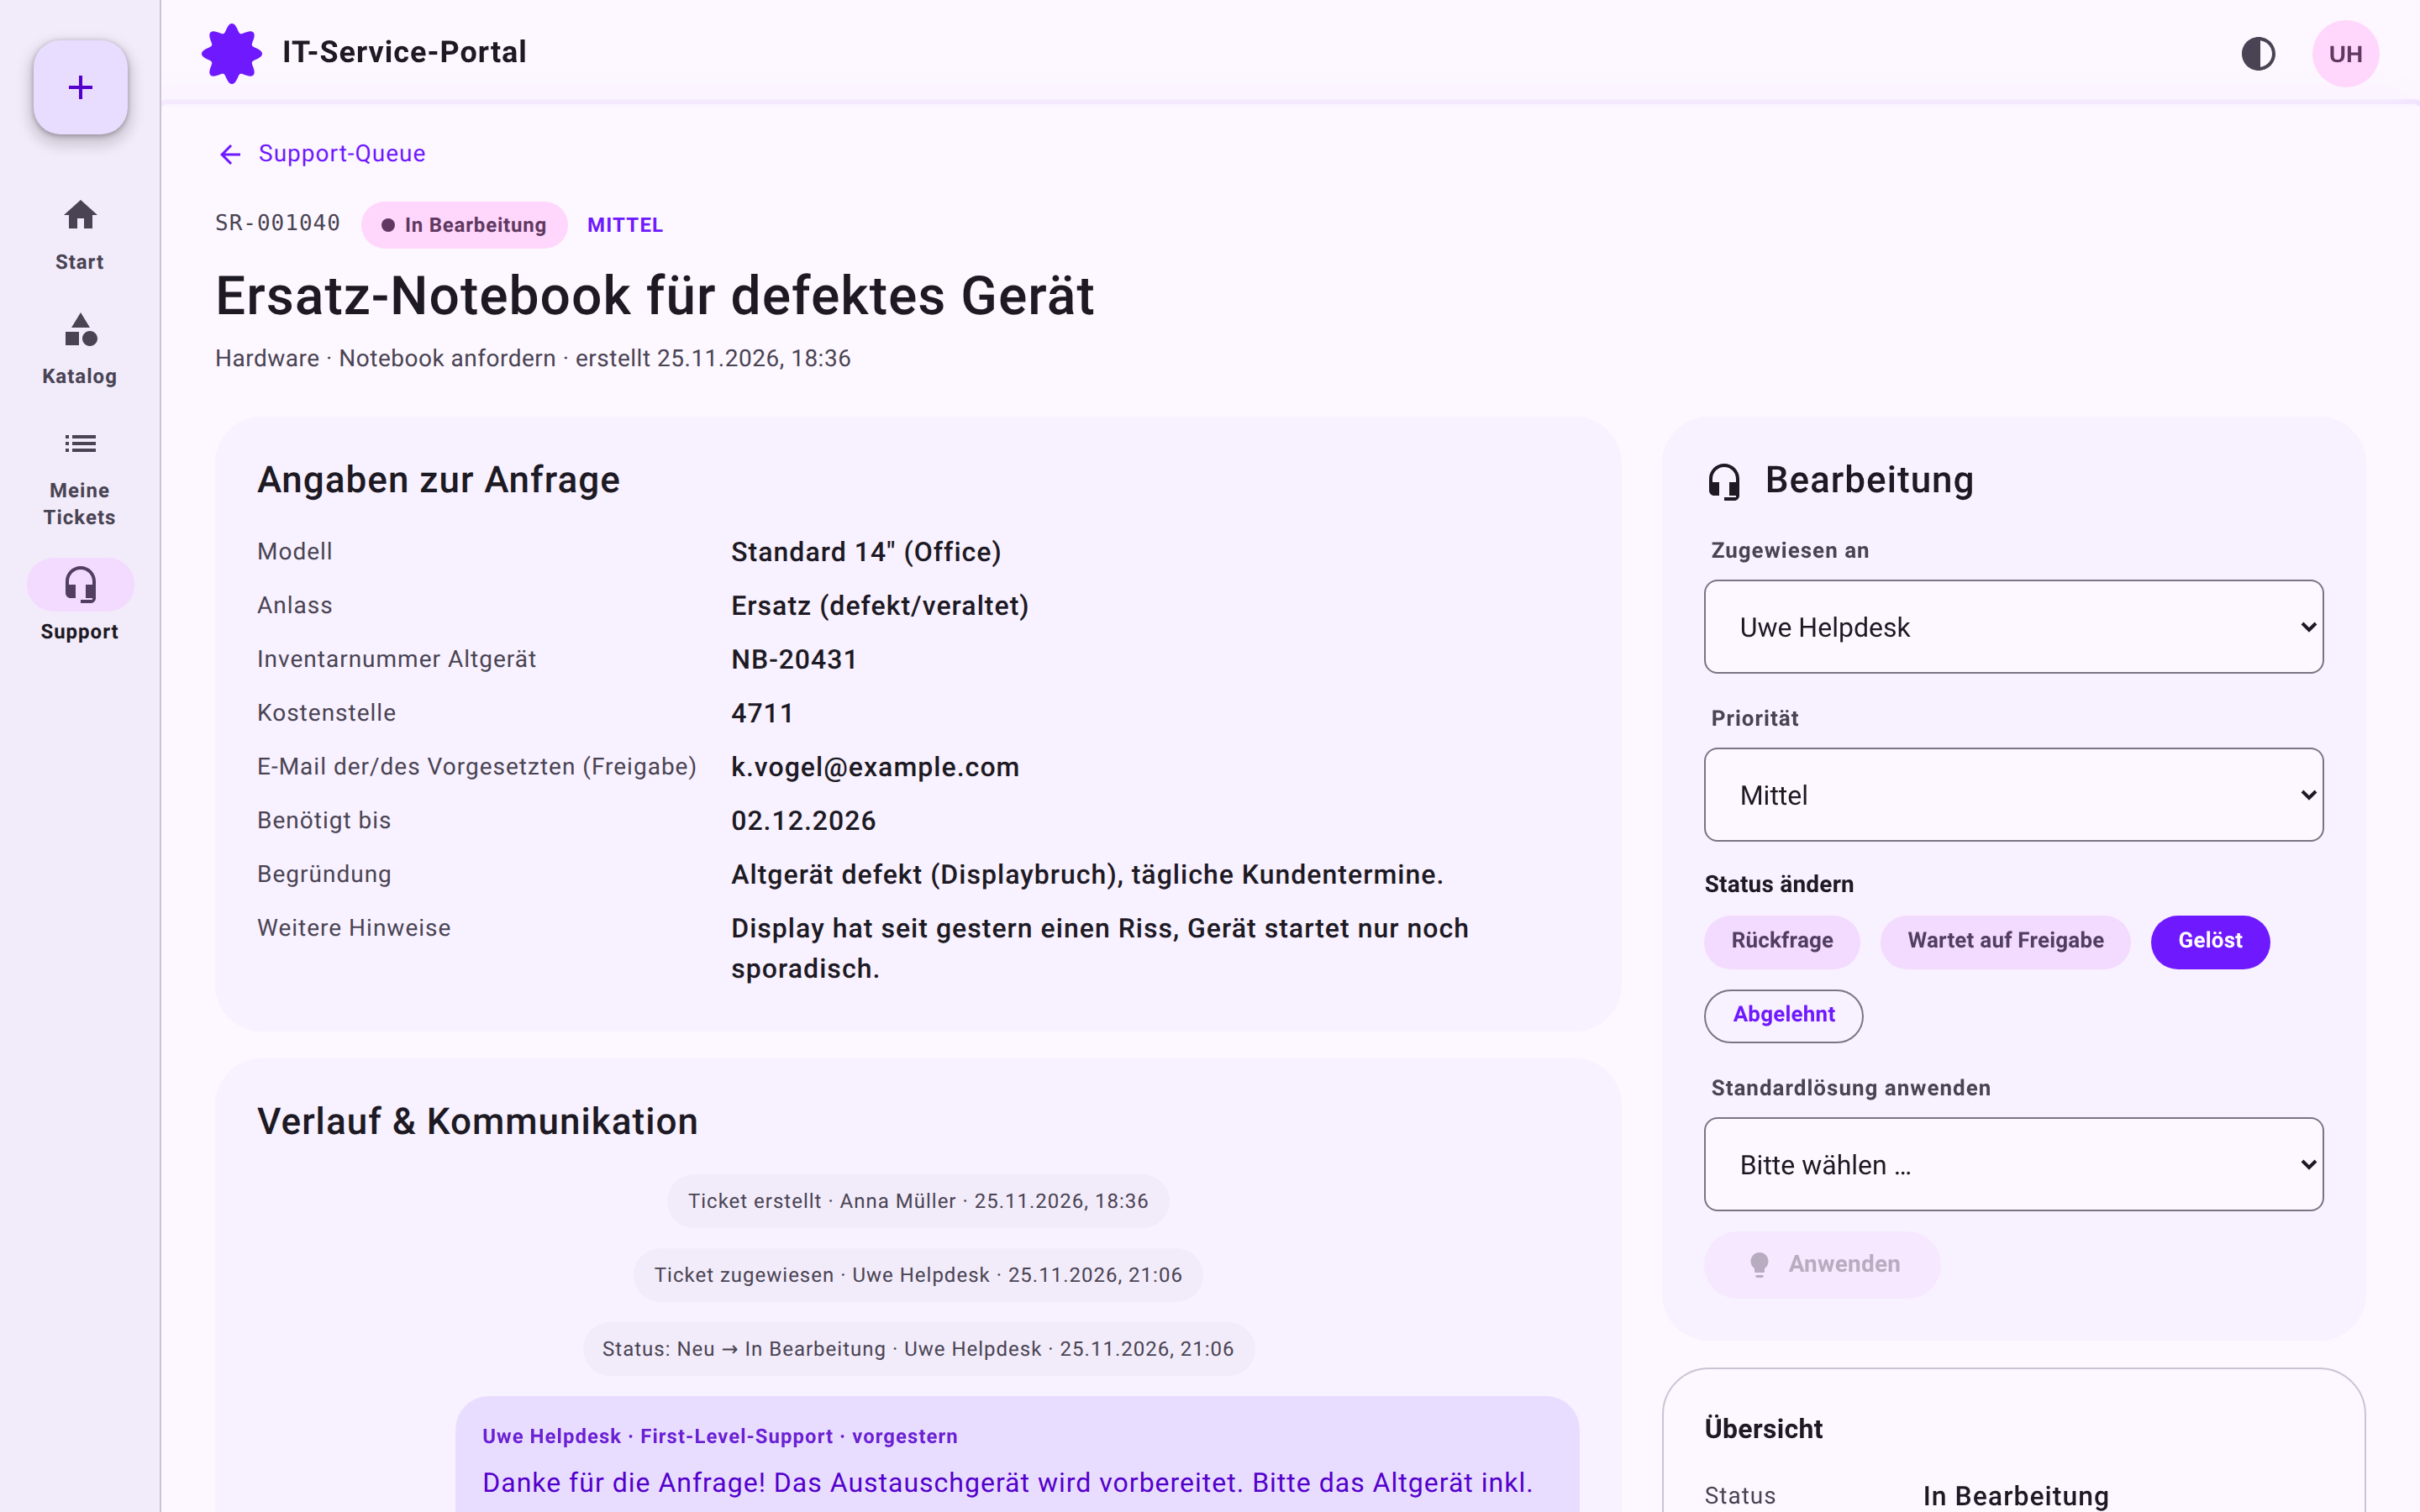 IT-Service-Portal
UH
Start
Katalog
Meine
Tickets
Support
Support-Queue
SR-001040
In Bearbeitung
MITTEL
Ersatz-Notebook für defektes Gerät
Hardware · Notebook anfordern · erstellt 25.11.2026, 18:36
Angaben zur Anfrage
Modell Standard 14" (Office)
Anlass Ersatz (defekt/veraltet)
Inventarnummer Altgerät NB-20431
Kostenstelle 4711
E-Mail der/des Vorgesetzten (Freigabe) k.vogel@example.com
Benötigt bis 02.12.2026
Begründung Altgerät defekt (Displaybruch), tägliche Kundentermine.
Weitere Hinweise Display hat seit gestern einen Riss, Gerät startet nur noch
sporadisch.
Verlauf & Kommunikation
Ticket erstellt · Anna Müller · 25.11.2026, 18:36
Ticket zugewiesen · Uwe Helpdesk · 25.11.2026, 21:06
Status: Neu → In Bearbeitung · Uwe Helpdesk · 25.11.2026, 21:06
Uwe Helpdesk · First-Level-Support · vorgestern
Danke für die Anfrage! Das Austauschgerät wird vorbereitet. Bitte das Altgerät inkl.
Bearbeitung
Zugewiesen an
Uwe Helpdesk
Priorität
Mittel
Status ändern
Rückfrage
Wartet auf Freigabe
Gelöst
Abgelehnt
Standardlösung anwenden
Bitte wählen …
Anwenden
Übersicht
Status In Bearbeitung